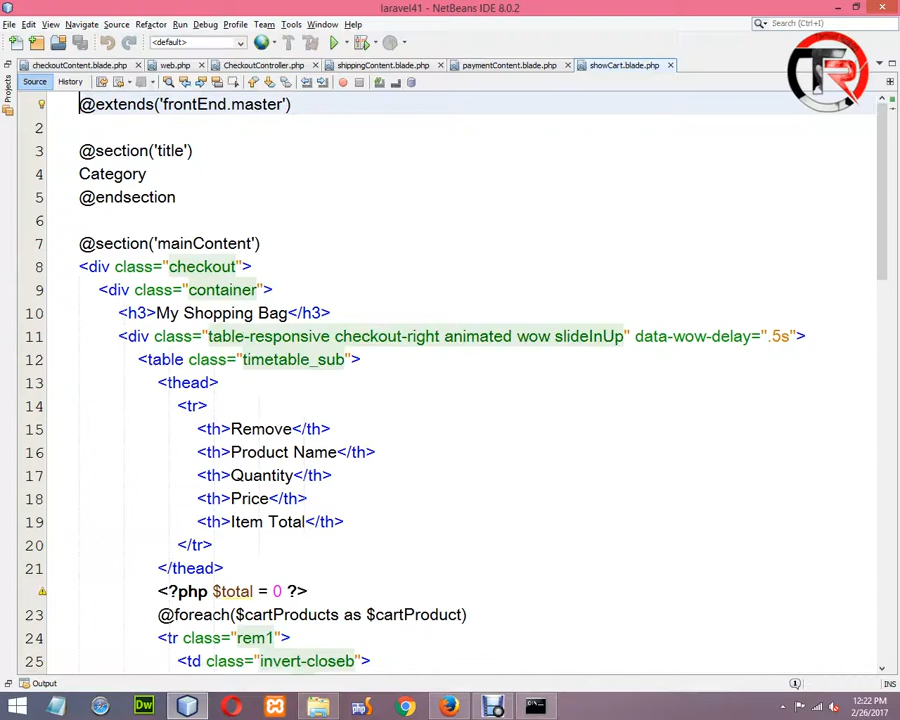 laravel41 - NetBeans IDE 8.0.2
File Edit View Navigate Source Refactor Run Debug Profile Team Tools Window Help
Search (Ctrl+I)
<default>
checkoutContent.blade.php web.php CheckoutController.php shippingContent.blade.php paymentContent.blade.php showCart.blade.php
Source History
Projects
TR
1 @extends('frontEnd.master')
2
3 @section('title')
4 Category
5 @endsection
6
7 @section('mainContent')
8 <div class="checkout">
9 <div class="container">
10 <h3>My Shopping Bag</h3>
11 <div class="table-responsive checkout-right animated wow slideInUp" data-wow-delay=".5s">
12 <table class="timetable_sub">
13 <thead>
14 <tr>
15 <th>Remove</th>
16 <th>Product Name</th>
17 <th>Quantity</th>
18 <th>Price</th>
19 <th>Item Total</th>
20 </tr>
21 </thead>
<?php $total = 0 ?>
23 @foreach($cartProducts as $cartProduct)
24 <tr class="rem1">
25 <td class="invert-closeb">
Output
1 INS
Dw
12:22 PM
2/26/2017